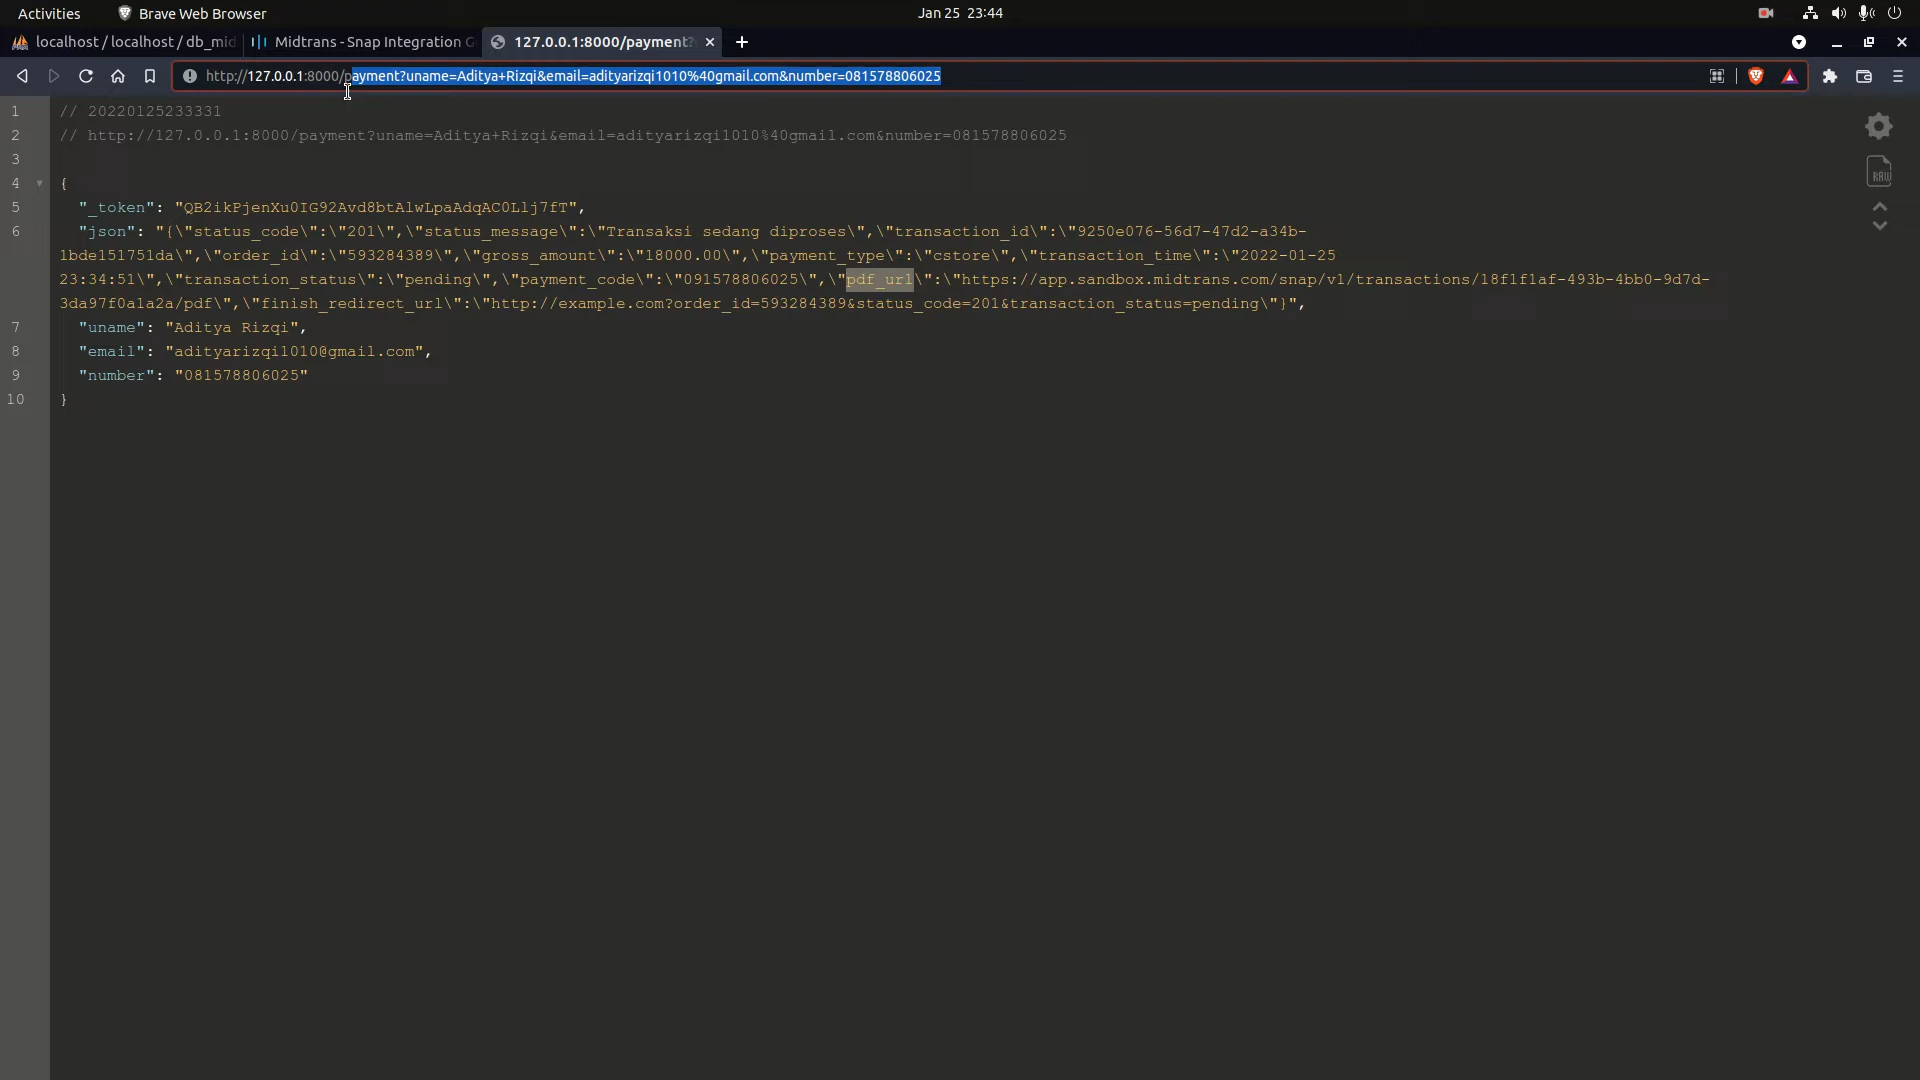 Activities Brave Web Browser Jan 25 23:44
localhost / localhost / db_mid Midtrans - Snap Integration G 127.0.0.1:8000/payment?
http://127.0.0.1:8000/payment?uname=Aditya+Rizqi&email=adityarizqi1010%40gmail.com&number=081578806025
1 // 20220125233331
2 // http://127.0.0.1:8000/payment?uname=Aditya+Rizqi&email=adityarizqi1010%40gmail.com&number=081578806025
3
4 {
5 "_token": "QB2ikPjenXu0IG92Avd8btAlwLpaAdqAC0Llj7fT",
6 "json": "{\"status_code\":\"201\",\"status_message\":\"Transaksi sedang diproses\",\"transaction_id\":\"9250e076-56d7-47d2-a34b-
1bde151751da\",\"order_id\":\"593284389\",\"gross_amount\":\"18000.00\",\"payment_type\":\"cstore\",\"transaction_time\":\"2022-01-25
23:34:51\",\"transaction_status\":\"pending\",\"payment_code\":\"091578806025\",\"pdf_url\":\"https://app.sandbox.midtrans.com/snap/v1/transactions/18f1f1af-493b-4bb0-9d7d-
3da97f0a1a2a/pdf\",\"finish_redirect_url\":\"http://example.com?order_id=593284389&status_code=201&transaction_status=pending\"}",
7 "uname": "Aditya Rizqi",
8 "email": "adityarizqi1010@gmail.com",
9 "number": "081578806025"
10 }
RAW